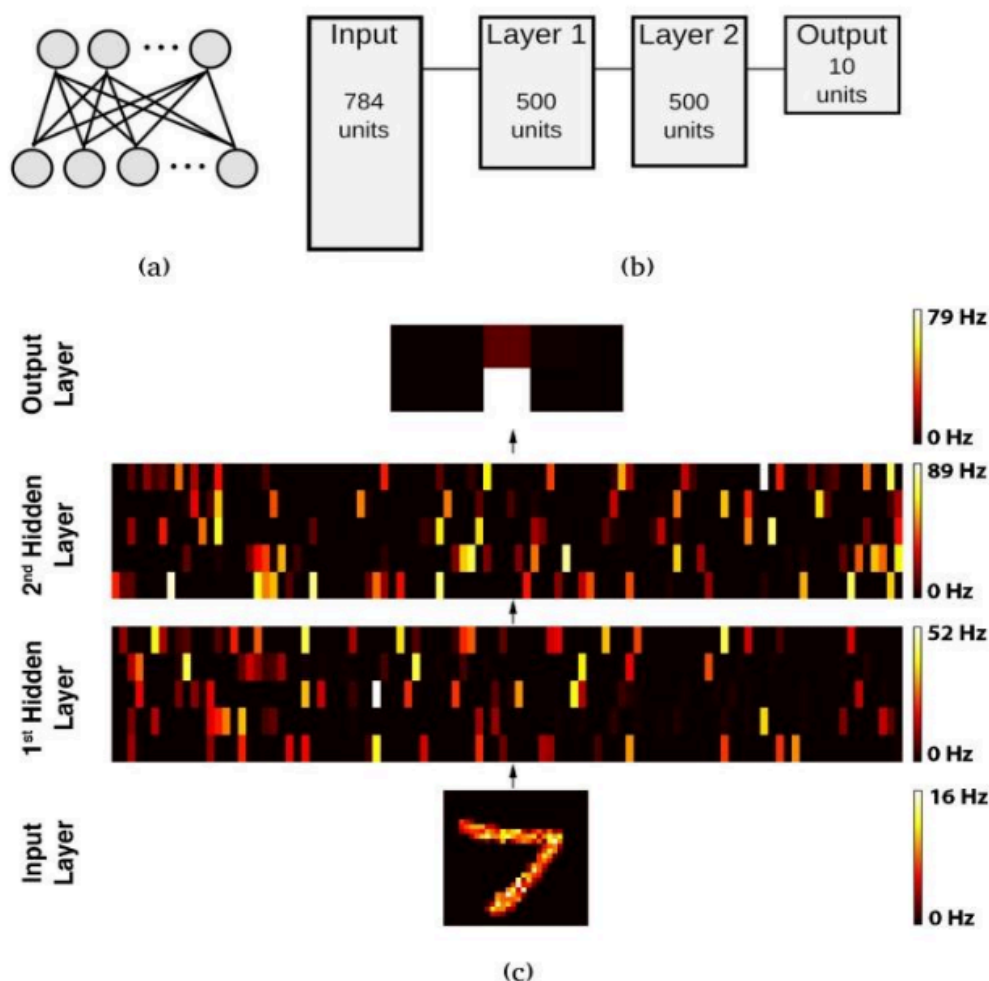 Input
784
units
Layer 1
500
units
Layer 2
500
units
Output
10
units
(a)
(b)
Output
Layer
79 Hz
0 Hz
2nd Hidden
Layer
89 Hz
0 Hz
1st Hidden
Layer
52 Hz
0 Hz
Input
Layer
7
16 Hz
0 Hz
(c)